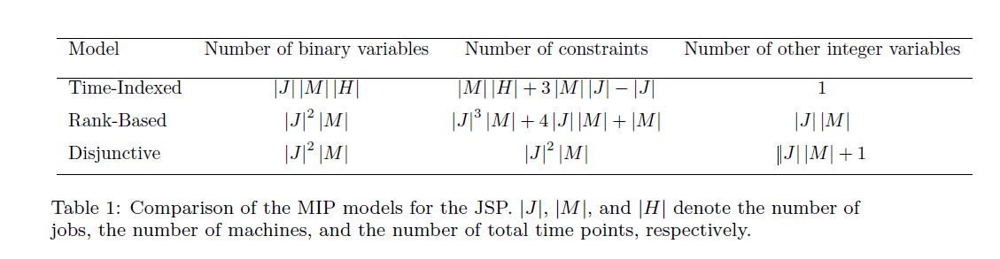 Model Number of binary variables Number of constraints Number of other integer variables
Time-Indexed |J| |M| |H| |M| |H| + 3 |M| |J| − |J| 1
Rank-Based |J|² |M| |J|³ |M| + 4 |J| |M| + |M| |J| |M|
Disjunctive |J|² |M| |J|² |M| ‖J| |M| + 1
Table 1: Comparison of the MIP models for the JSP. |J|, |M|, and |H| denote the number of
jobs, the number of machines, and the number of total time points, respectively.